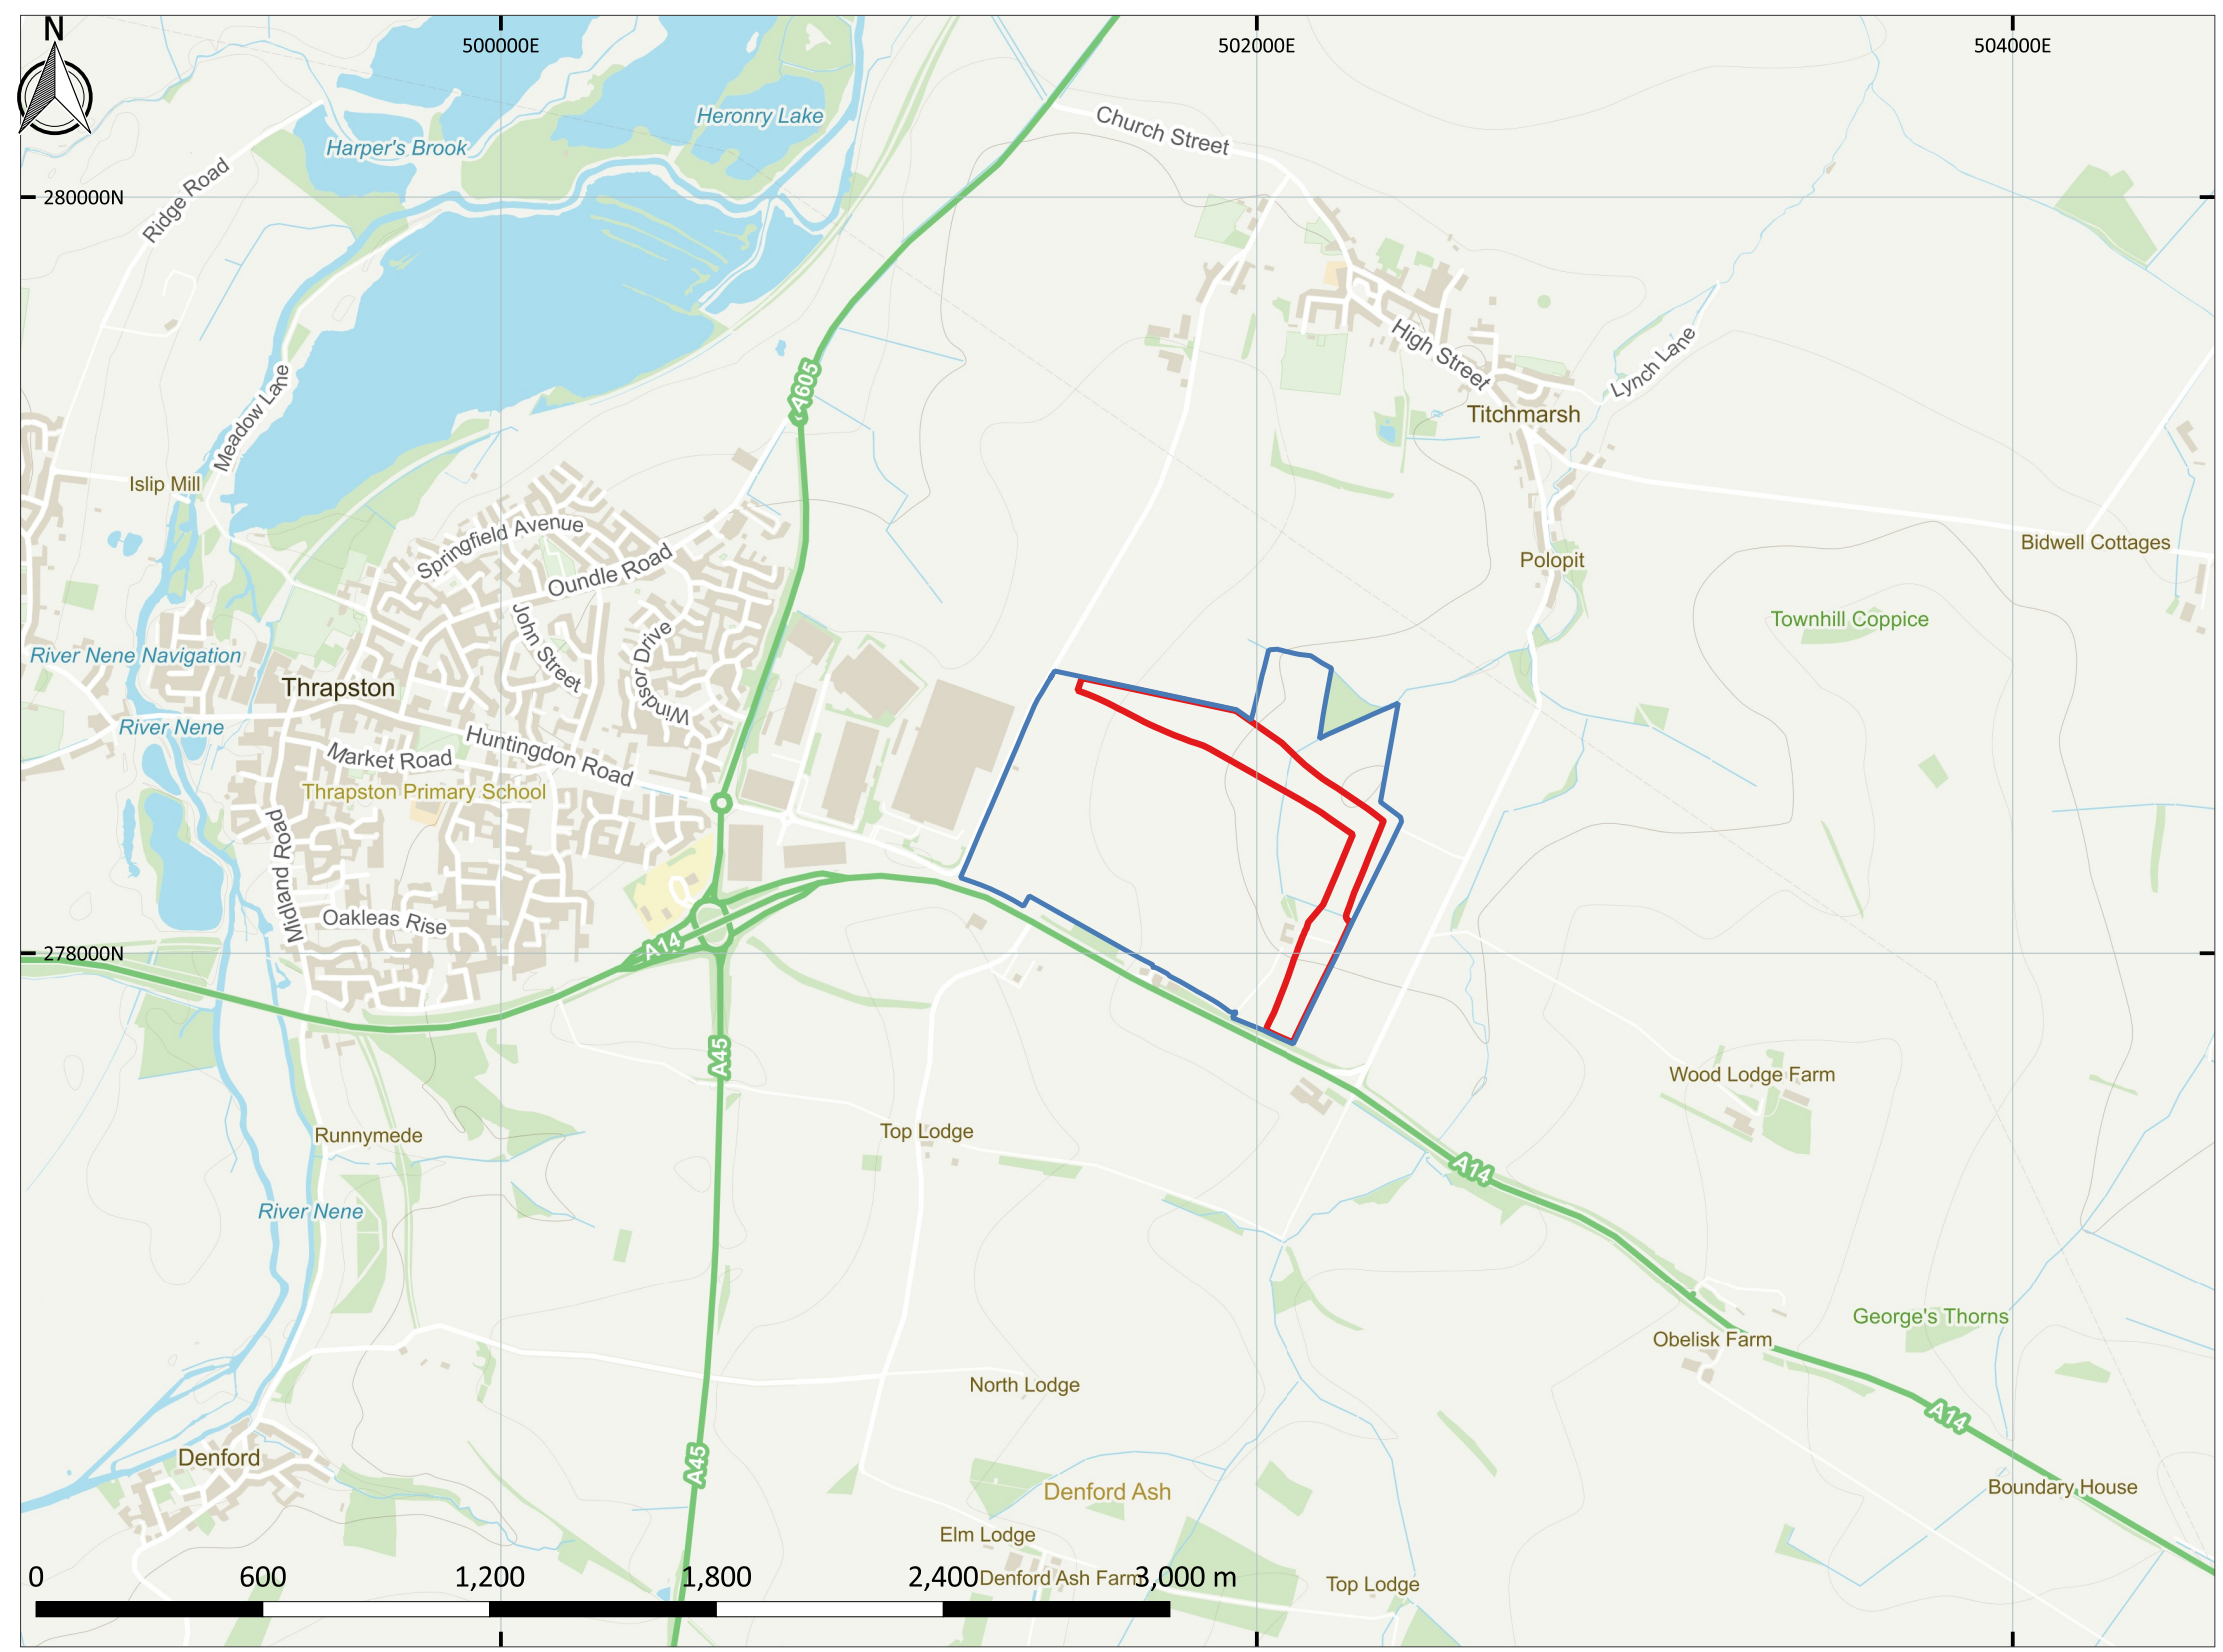 N
500000E
502000E
504000E
Heronry Lake
Church Street
Harper's Brook
Ridge Road
280000N
A605
High Street
Lynch Lane
Meadow Lane
Titchmarsh
Islip Mill
Springfield Avenue
Oundle Road
Bidwell Cottages
Polopit
John Street
Windsor Drive
Townhill Coppice
River Nene Navigation
Thrapston
River Nene
Huntingdon Road
Market Road
Thrapston Primary School
Midland Road
Oakleas Rise
A14
278000N
A45
Wood Lodge Farm
Runnymede
Top Lodge
A14
River Nene
George's Thorns
Obelisk Farm
North Lodge
A14
Denford
A45
Denford Ash
Boundary House
Elm Lodge
Denford Ash Farm
Top Lodge
0 600 1,200 1,800 2,400 3,000 m